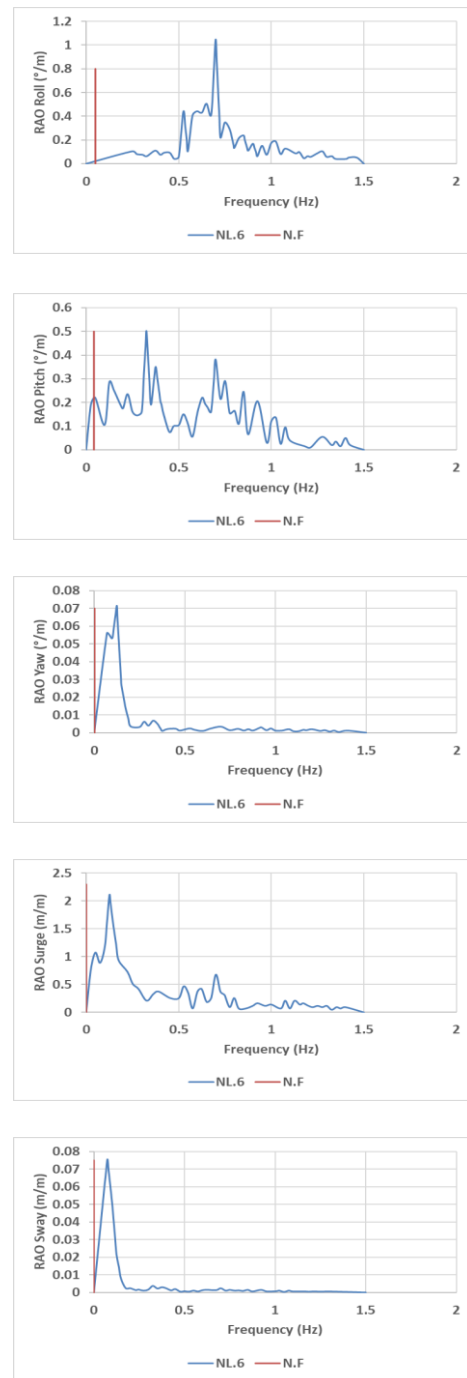 RAO Roll (°/m)
1.2
1
0.8
0.6
0.4
0.2
0
0 0.5 1 1.5 2
Frequency (Hz)
NL.6 N.F
RAO Pitch (°/m)
0.6
0.5
0.4
0.3
0.2
0.1
0
0 0.5 1 1.5 2
Frequency (Hz)
NL.6 N.F
RAO Yaw (°/m)
0.08
0.07
0.06
0.05
0.04
0.03
0.02
0.01
0
0 0.5 1 1.5 2
Frequency (Hz)
NL.6 N.F
RAO Surge (m/m)
2.5
2
1.5
1
0.5
0
0 0.5 1 1.5 2
Frequency (Hz)
NL.6 N.F
RAO Sway (m/m)
0.08
0.07
0.06
0.05
0.04
0.03
0.02
0.01
0
0 0.5 1 1.5 2
Frequency (Hz)
NL.6 N.F